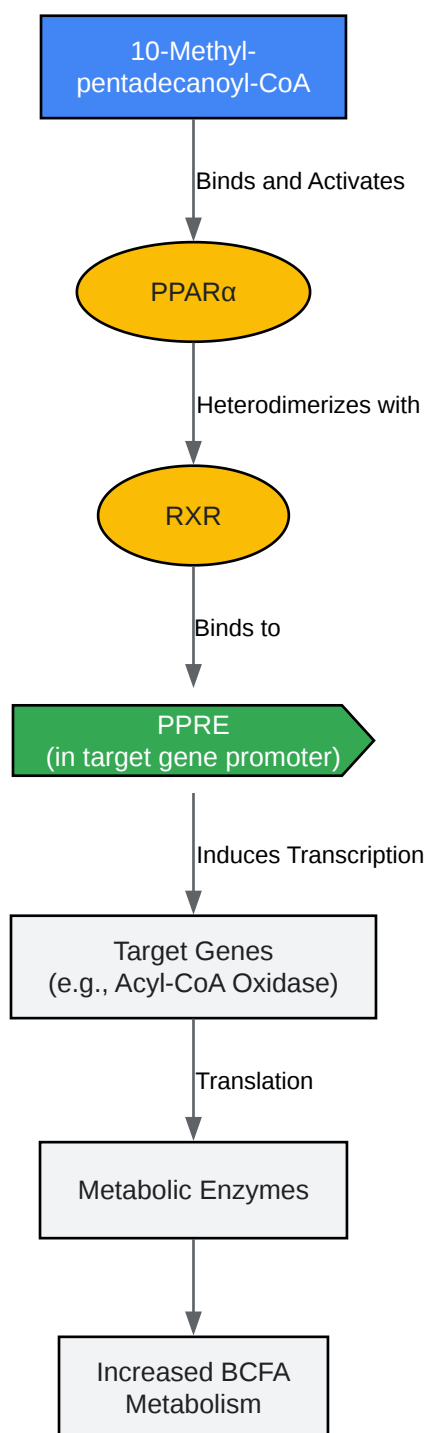 10-Methyl-
pentadecanoyl-CoA
Binds and Activates
PPARα
Heterodimerizes with
RXR
Binds to
PPRE
(in target gene promoter)
Induces Transcription
Target Genes
(e.g., Acyl-CoA Oxidase)
Translation
Metabolic Enzymes
Increased BCFA
Metabolism